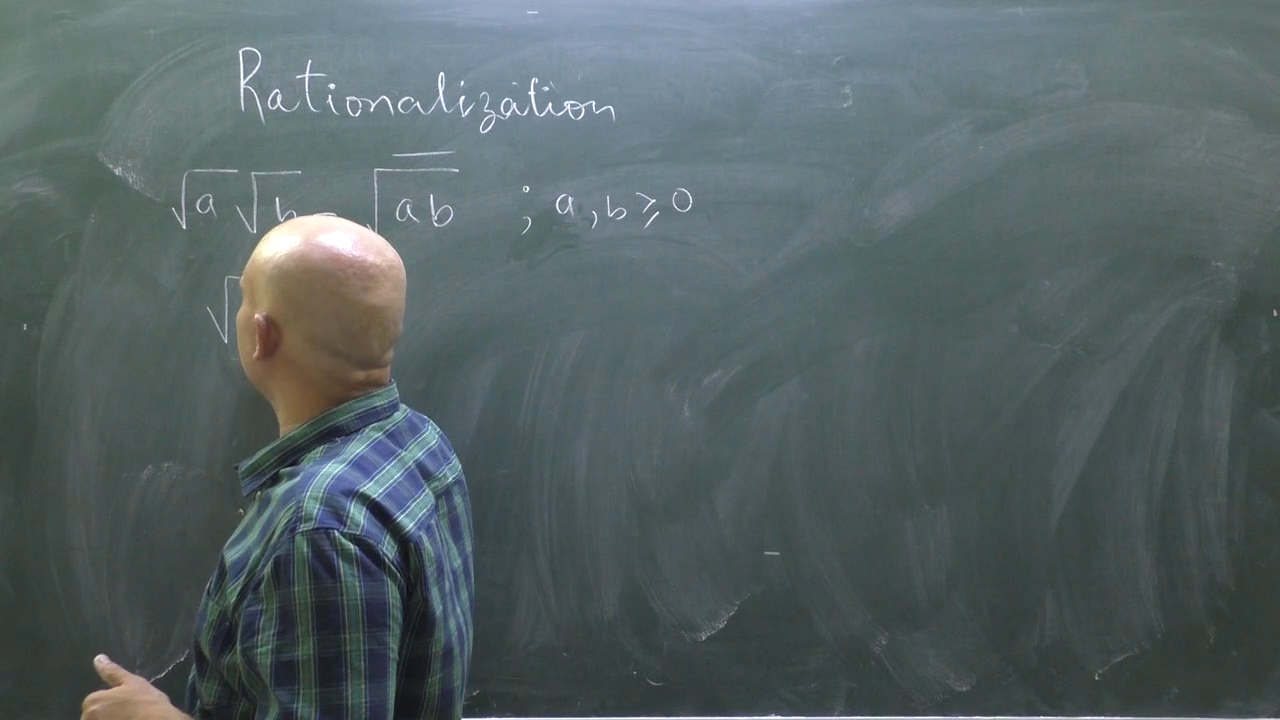 Rationalization
√a √b = √ab ; a, b ⩾ 0
√